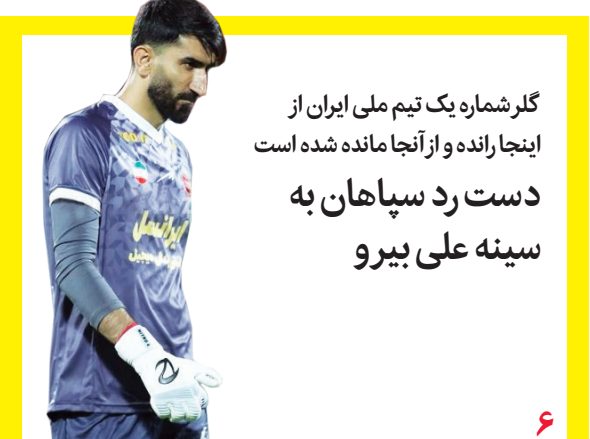 گلر شماره یک تیم ملی ایران از
اینجا رانده و از آنجا مانده شده است
دست رد سپاهان به
سینه علی بیرو
ایرانسل
۶